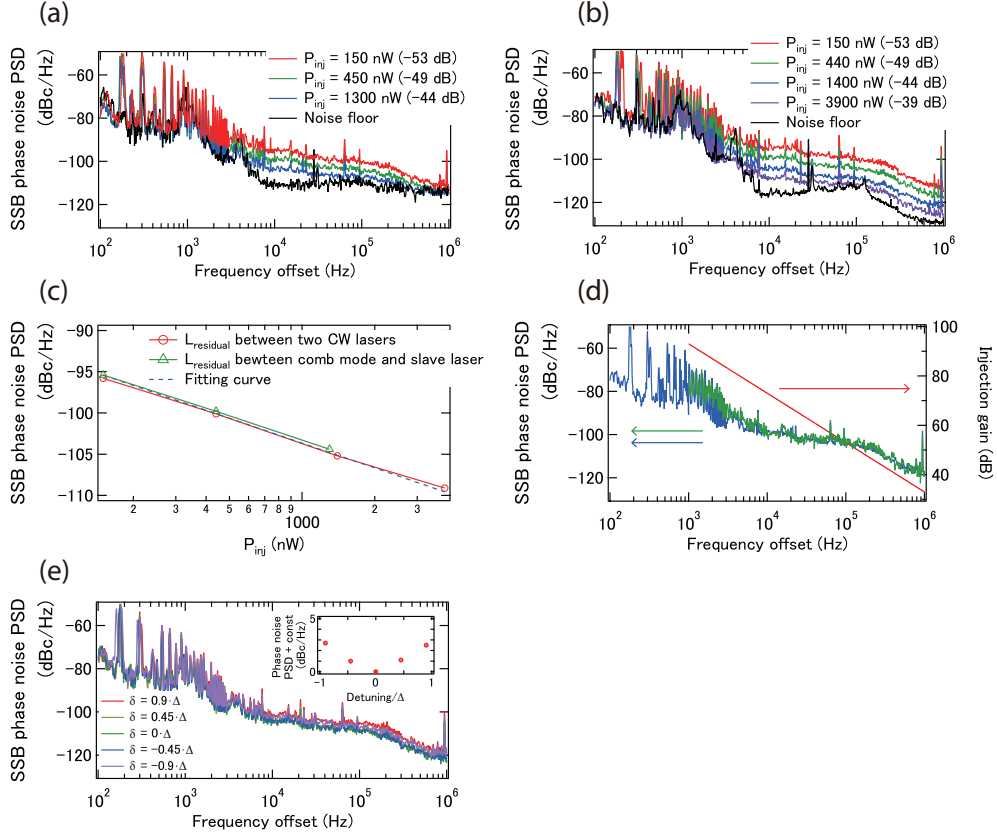 (a)
SSB phase noise PSD
(dBc/Hz)
−60
−80
−100
−120
P_inj = 150 nW (−53 dB)
P_inj = 450 nW (−49 dB)
P_inj = 1300 nW (−44 dB)
Noise floor
10^2
10^3
10^4
10^5
10^6
Frequency offset (Hz)
(b)
SSB phase noise PSD
(dBc/Hz)
−60
−80
−100
−120
P_inj = 150 nW (−53 dB)
P_inj = 440 nW (−49 dB)
P_inj = 1400 nW (−44 dB)
P_inj = 3900 nW (−39 dB)
Noise floor
10^2
10^3
10^4
10^5
10^6
Frequency offset (Hz)
(c)
SSB phase noise PSD
(dBc/Hz)
−90
−95
−100
−105
−110
L_residual between two CW lasers
L_residual bewteen comb mode and slave laser
Fitting curve
2 3 4 5 6 7 8 9 1000 2 3
P_inj (nW)
(d)
SSB phase noise PSD
(dBc/Hz)
−60
−80
−100
−120
100
80
60
40
Injection gain
(dB)
10^2
10^3
10^4
10^5
10^6
Frequency offset (Hz)
(e)
SSB phase noise PSD
(dBc/Hz)
−60
−80
−100
−120
δ = 0.9·Δ
δ = 0.45·Δ
δ = 0·Δ
δ = −0.45·Δ
δ = −0.9·Δ
Phase noise
PSD + const
(dBc/Hz)
5
0
−1
0
1
Detuning/Δ
10^2
10^3
10^4
10^5
10^6
Frequency offset (Hz)